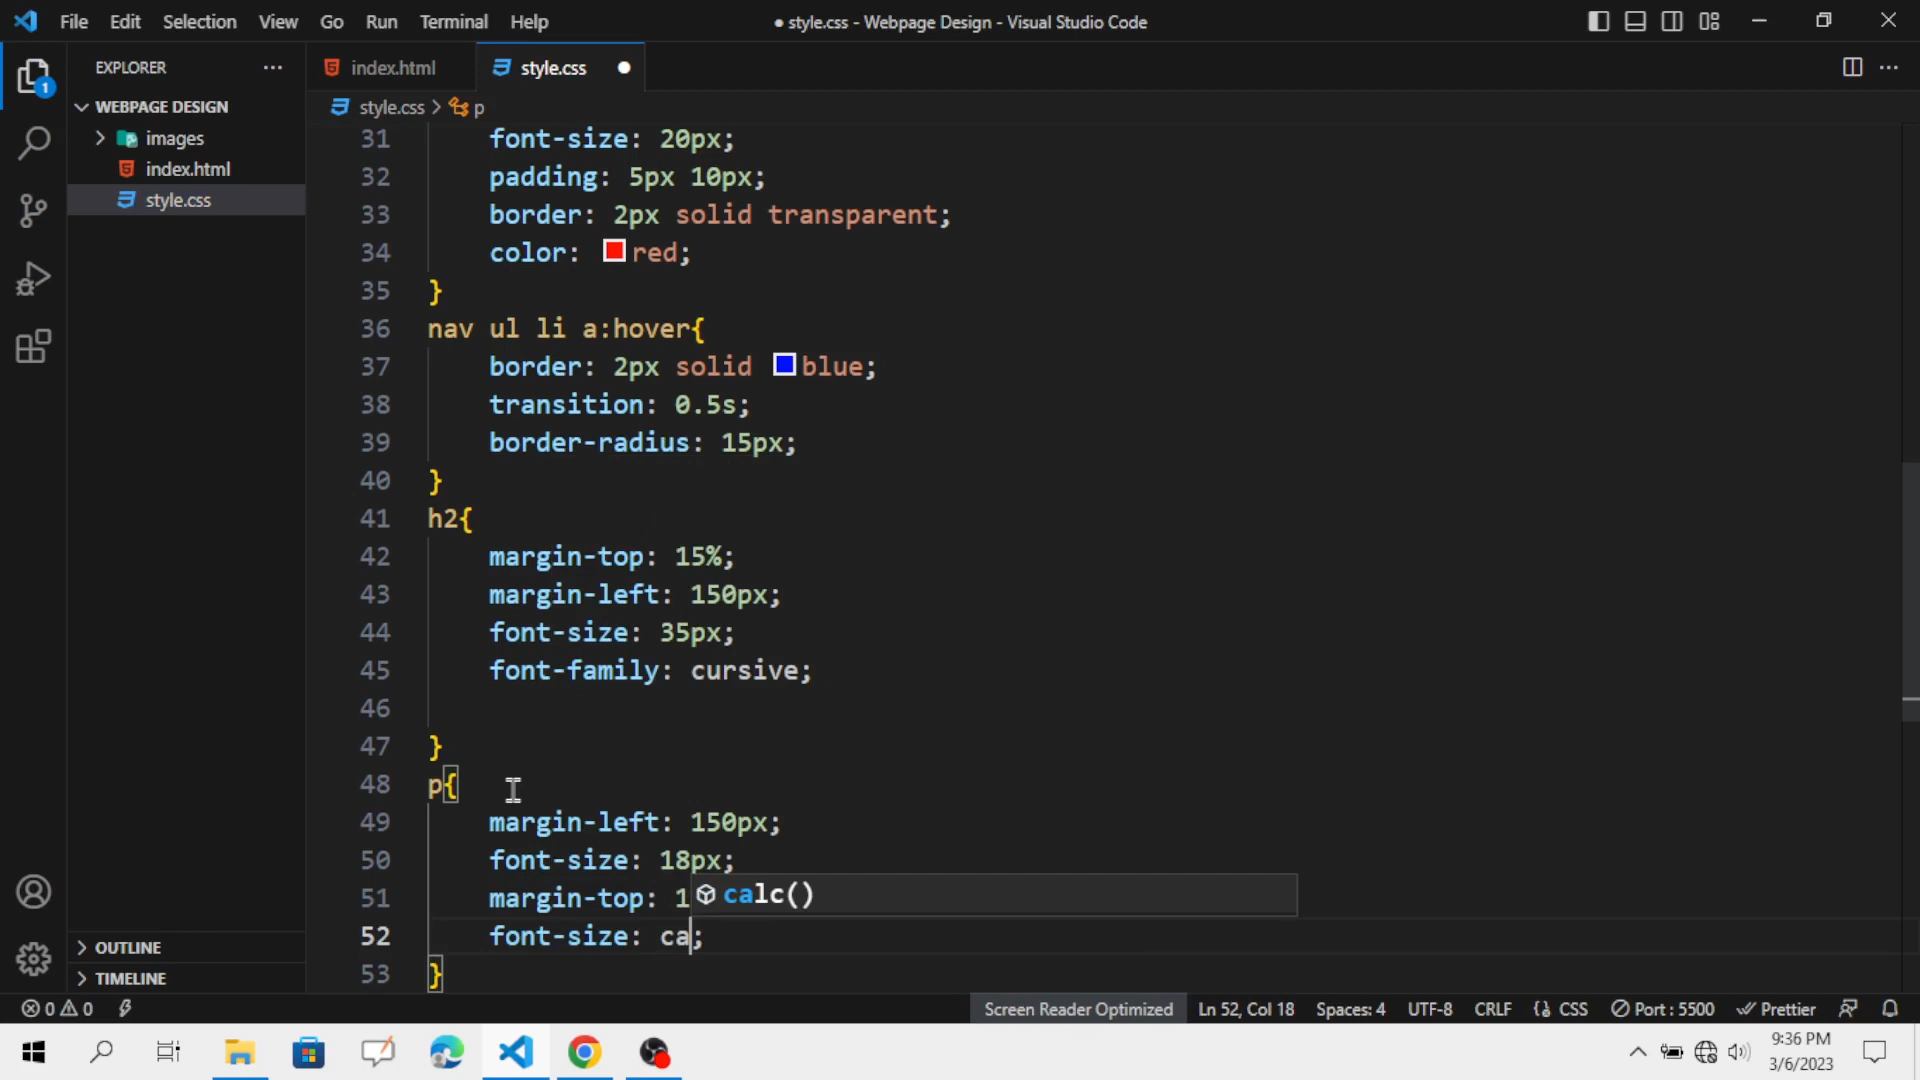 File Edit Selection View Go Run Terminal Help
● style.css - Webpage Design - Visual Studio Code
EXPLORER
WEBPAGE DESIGN
images
index.html
style.css
OUTLINE
TIMELINE
1
index.html
style.css
style.css > p
31 font-size: 20px;
32 padding: 5px 10px;
33 border: 2px solid transparent;
34 color: red;
35 }
36 nav ul li a:hover{
37 border: 2px solid blue;
38 transition: 0.5s;
39 border-radius: 15px;
40 }
41 h2{
42 margin-top: 15%;
43 margin-left: 150px;
44 font-size: 35px;
45 font-family: cursive;
46
47 }
48 p{
49 margin-left: 150px;
50 font-size: 18px;
51 margin-top: 1
calc()
52 font-size: ca;
53 }
0 0
Screen Reader Optimized Ln 52, Col 18 Spaces: 4 UTF-8 CRLF {} CSS Port : 5500 Prettier
9:36 PM
3/6/2023